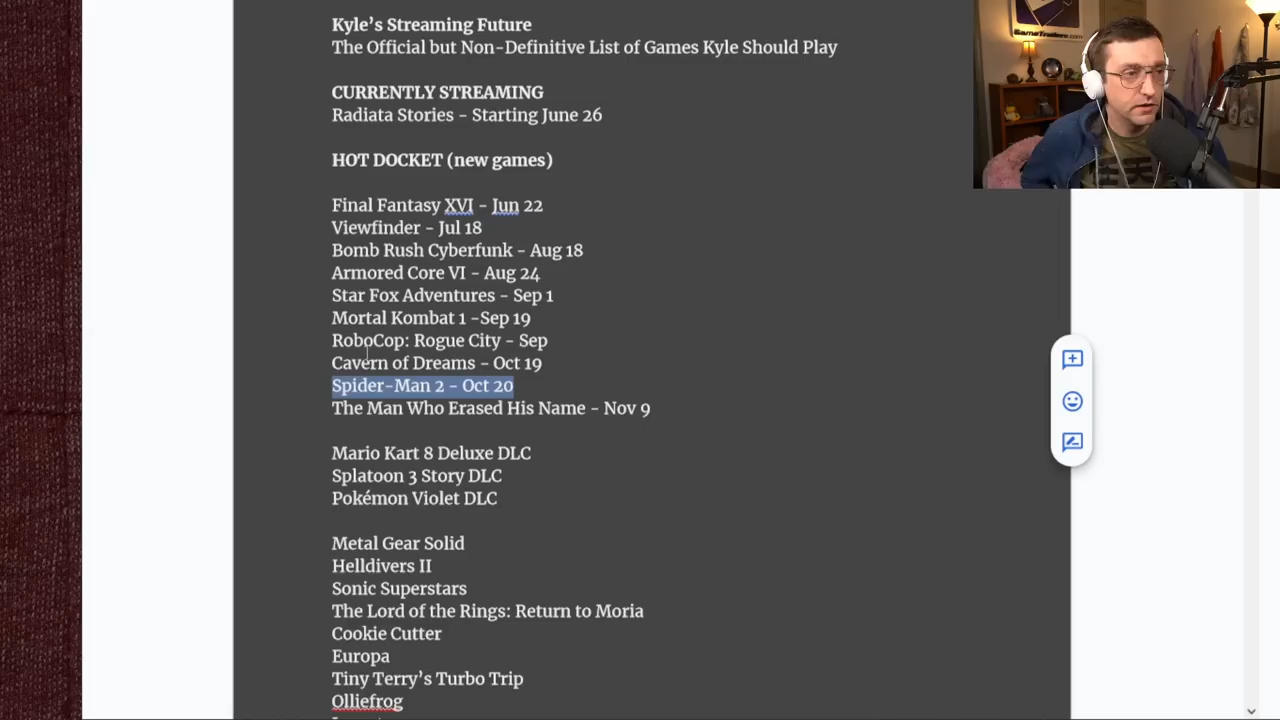 GameTrailers.com
Kyle's Streaming Future
The Official but Non-Definitive List of Games Kyle Should Play
CURRENTLY STREAMING
Radiata Stories - Starting June 26
HOT DOCKET (new games)
Final Fantasy XVI - Jun 22
Viewfinder - Jul 18
Bomb Rush Cyberfunk - Aug 18
Armored Core VI - Aug 24
Star Fox Adventures - Sep 1
Mortal Kombat 1 -Sep 19
RoboCop: Rogue City - Sep
Cavern of Dreams - Oct 19
Spider-Man 2 - Oct 20
The Man Who Erased His Name - Nov 9
Mario Kart 8 Deluxe DLC
Splatoon 3 Story DLC
Pokémon Violet DLC
Metal Gear Solid
Helldivers II
Sonic Superstars
The Lord of the Rings: Return to Moria
Cookie Cutter
Europa
Tiny Terry's Turbo Trip
Olliefrog